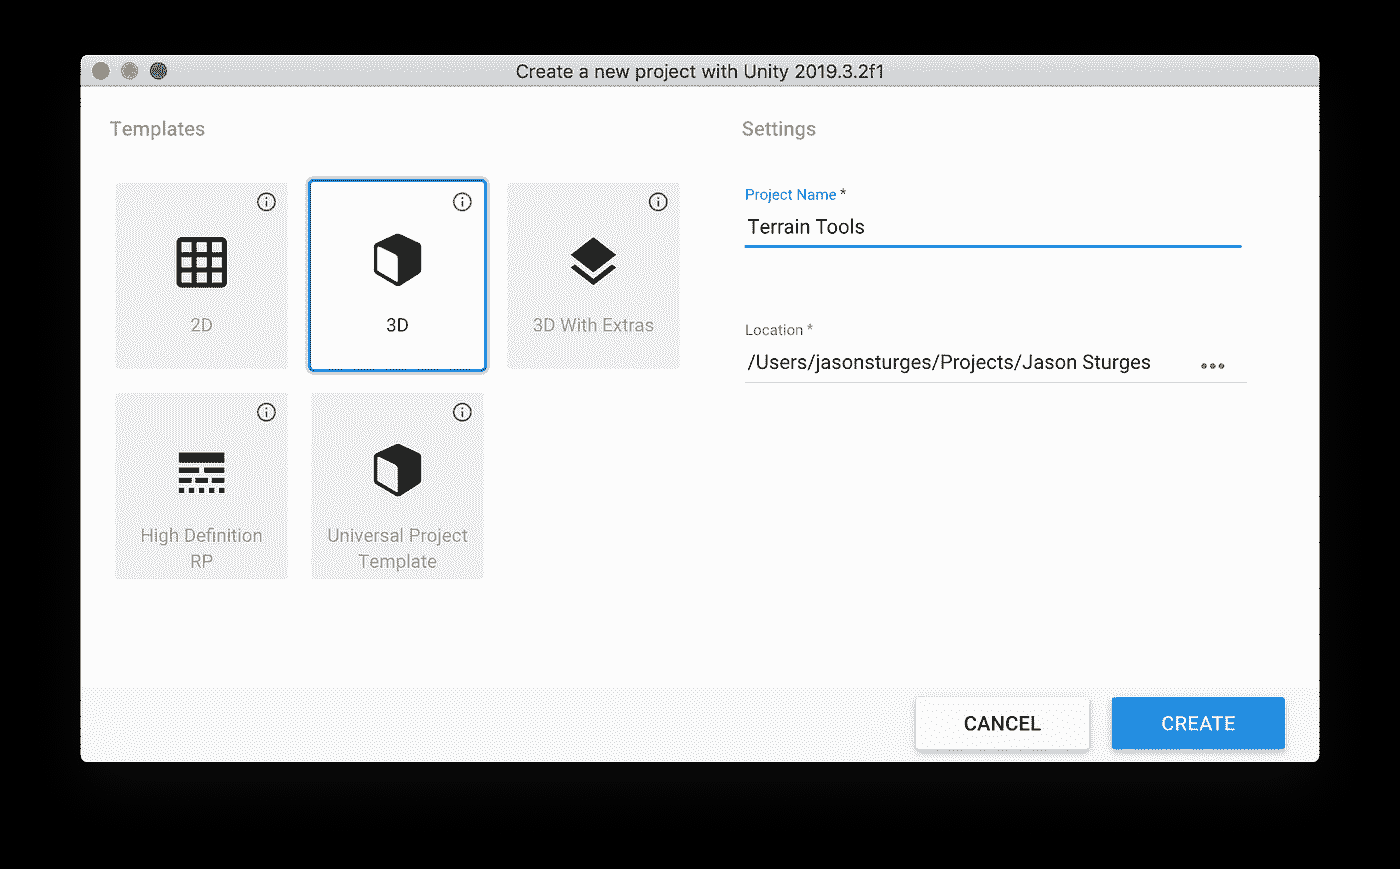 Create a new project with Unity 2019.3.2f1
Templates
2D
3D
3D With Extras
High Definition
RP
Universal Project
Template
Settings
Project Name *
Terrain Tools
Location *
/Users/jasonsturges/Projects/Jason Sturges
CANCEL
CREATE